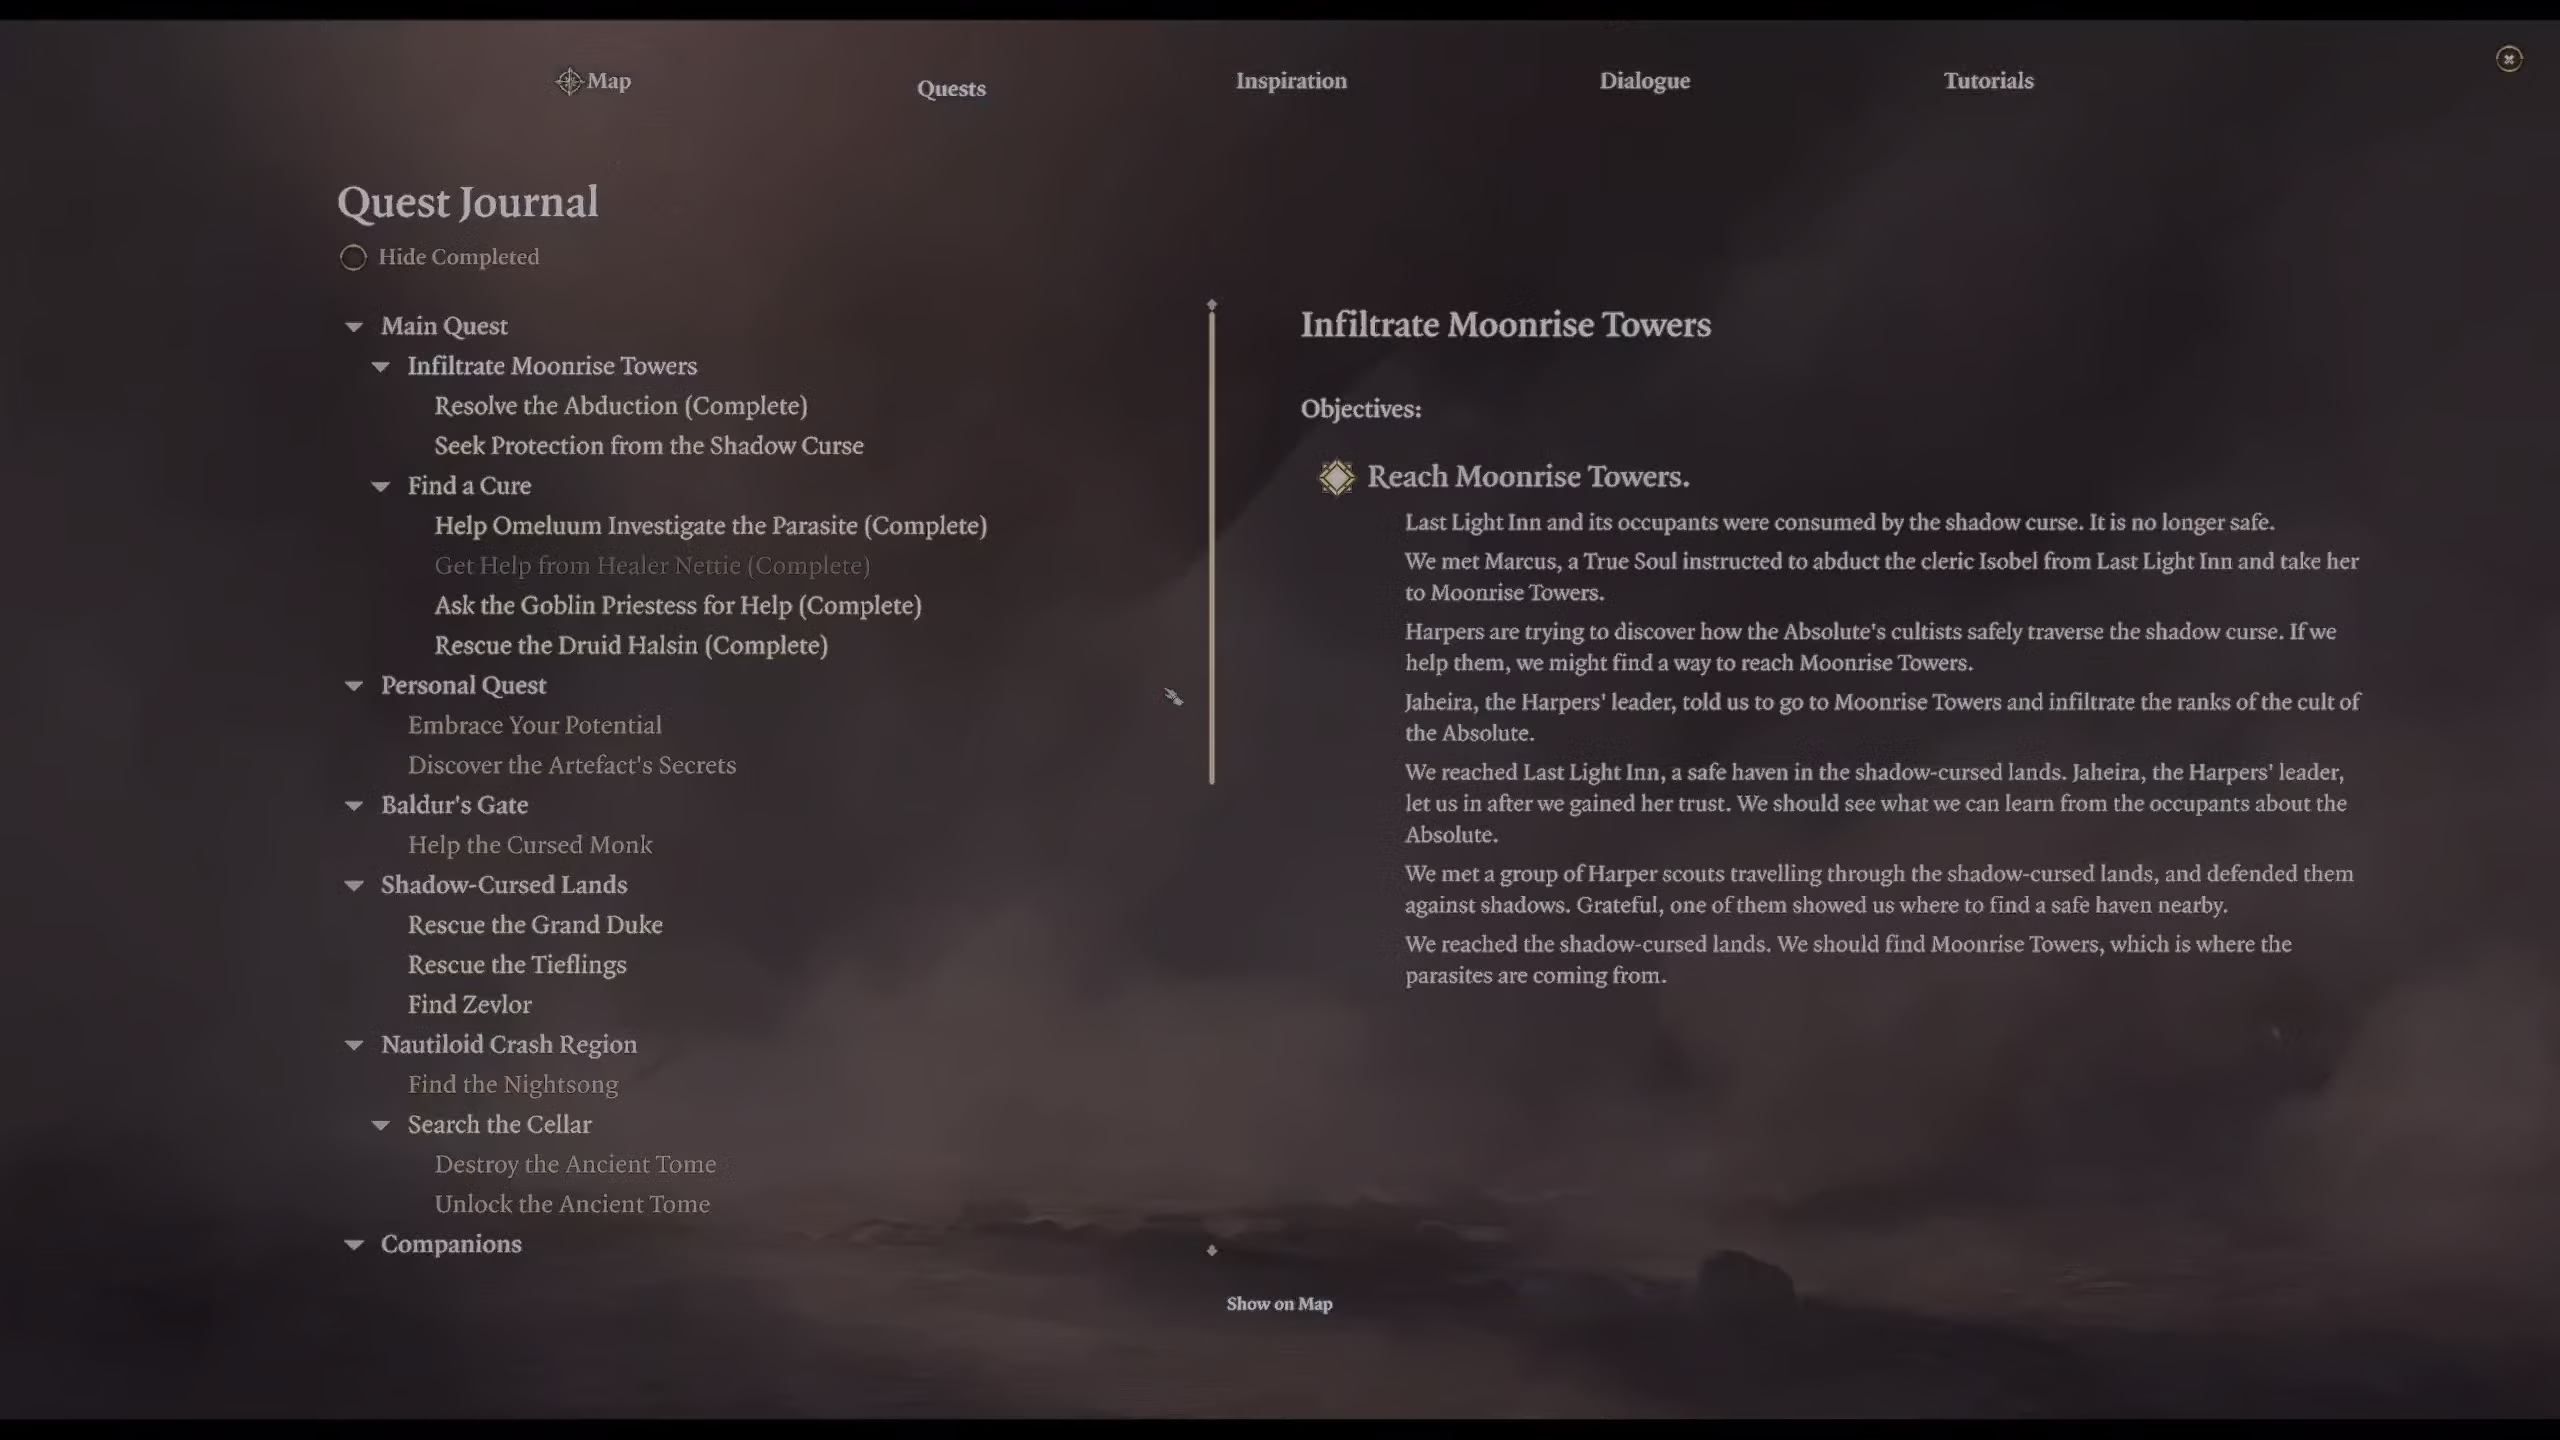 Map
Quests
Inspiration
Dialogue
Tutorials
Quest Journal
Hide Completed
Main Quest
Infiltrate Moonrise Towers
Resolve the Abduction (Complete)
Seek Protection from the Shadow Curse
Find a Cure
Help Omeluum Investigate the Parasite (Complete)
Get Help from Healer Nettie (Complete)
Ask the Goblin Priestess for Help (Complete)
Rescue the Druid Halsin (Complete)
Personal Quest
Embrace Your Potential
Discover the Artefact's Secrets
Baldur's Gate
Help the Cursed Monk
Shadow-Cursed Lands
Rescue the Grand Duke
Rescue the Tieflings
Find Zevlor
Nautiloid Crash Region
Find the Nightsong
Search the Cellar
Destroy the Ancient Tome
Unlock the Ancient Tome
Companions
Infiltrate Moonrise Towers
Objectives:
Reach Moonrise Towers.
Last Light Inn and its occupants were consumed by the shadow curse. It is no longer safe.
We met Marcus, a True Soul instructed to abduct the cleric Isobel from Last Light Inn and take her
to Moonrise Towers.
Harpers are trying to discover how the Absolute's cultists safely traverse the shadow curse. If we
help them, we might find a way to reach Moonrise Towers.
Jaheira, the Harpers' leader, told us to go to Moonrise Towers and infiltrate the ranks of the cult of
the Absolute.
We reached Last Light Inn, a safe haven in the shadow-cursed lands. Jaheira, the Harpers' leader,
let us in after we gained her trust. We should see what we can learn from the occupants about the
Absolute.
We met a group of Harper scouts travelling through the shadow-cursed lands, and defended them
against shadows. Grateful, one of them showed us where to find a safe haven nearby.
We reached the shadow-cursed lands. We should find Moonrise Towers, which is where the
parasites are coming from.
Show on Map